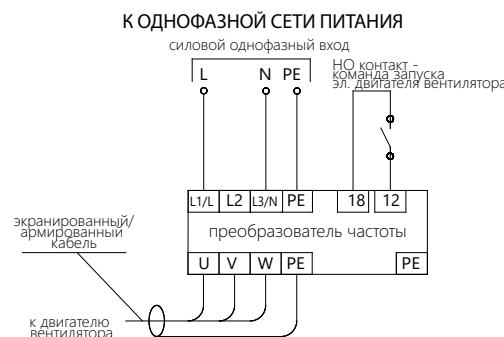 К ОДНОФАЗНОЙ СЕТИ ПИТАНИЯ
силовой однофазный вход
L N PE
НО контакт -
команда запуска
эл. двигателя вентилятора
L1/L L2 L3/N PE 18 12
преобразователь частоты
U V W PE PE
экранированный/
армированный
кабель
к двигателю
вентилятора